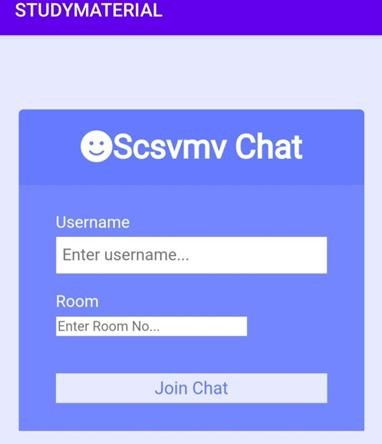 STUDYMATERIAL
Scsvmv Chat
Username
Enter username...
Room
Enter Room No...
Join Chat